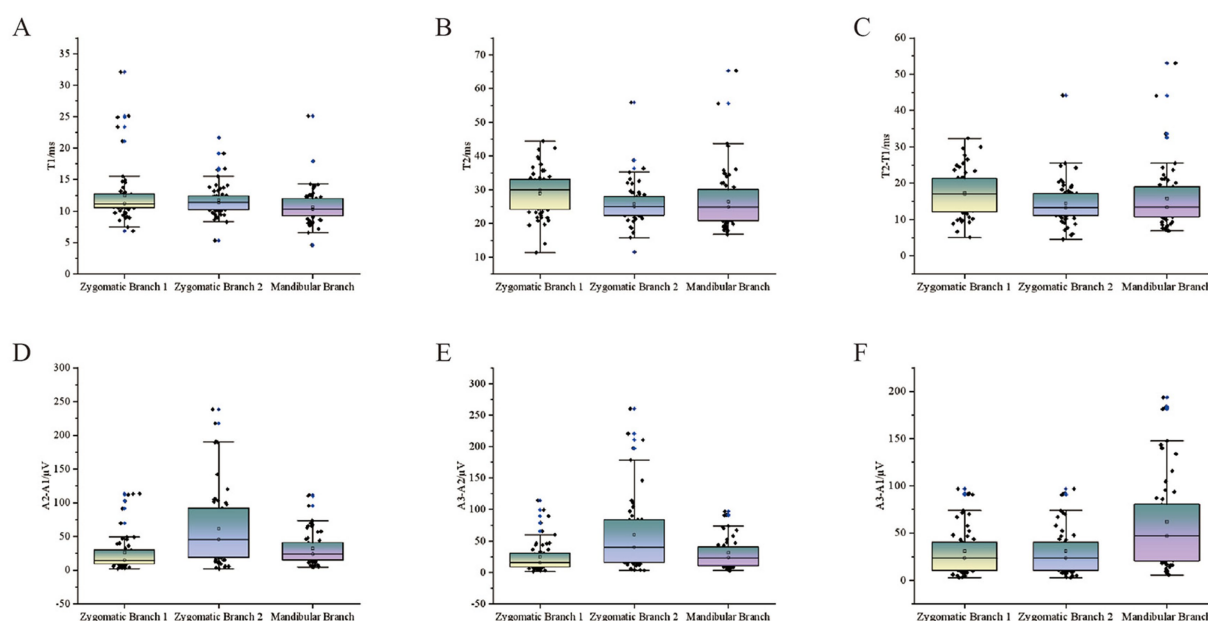 A
T1/ms
35
30
25
20
15
10
5
0
Zygomatic Branch 1 Zygomatic Branch 2 Mandibular Branch
B
T2/ms
70
60
50
40
30
20
10
Zygomatic Branch 1 Zygomatic Branch 2 Mandibular Branch
C
T2-T1/ms
60
50
40
30
20
10
0
Zygomatic Branch 1 Zygomatic Branch 2 Mandibular Branch
D
A2-A1/μV
300
250
200
150
100
50
0
-50
Zygomatic Branch 1 Zygomatic Branch 2 Mandibular Branch
E
A3-A2/μV
300
250
200
150
100
50
0
-50
Zygomatic Branch 1 Zygomatic Branch 2 Mandibular Branch
F
A3-A1/μV
200
150
100
50
0
Zygomatic Branch 1 Zygomatic Branch 2 Mandibular Branch